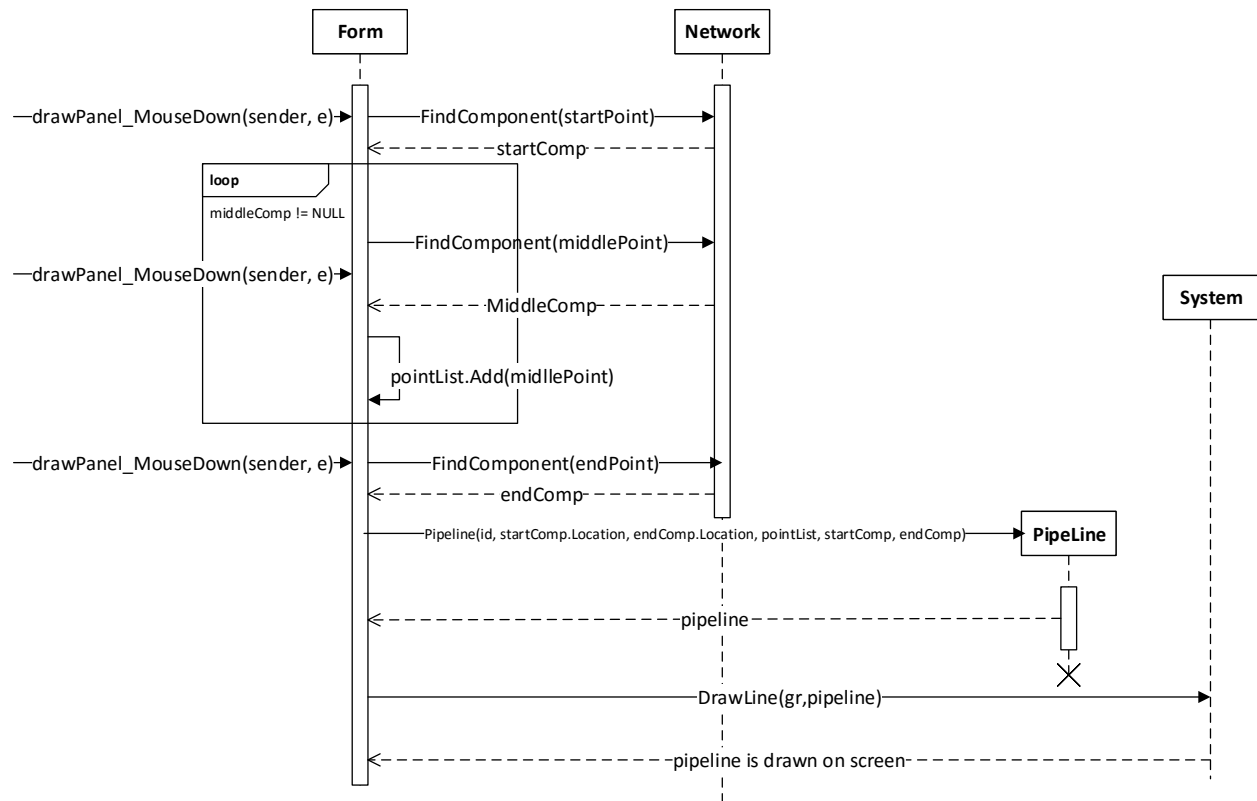 Form
Network
drawPanel_MouseDown(sender, e)
FindComponent(startPoint)
startComp
loop
middleComp != NULL
FindComponent(middlePoint)
drawPanel_MouseDown(sender, e)
MiddleComp
System
pointList.Add(midllePoint)
drawPanel_MouseDown(sender, e)
FindComponent(endPoint)
endComp
Pipeline(id, startComp.Location, endComp.Location, pointList, startComp, endComp)
PipeLine
pipeline
DrawLine(gr,pipeline)
pipeline is drawn on screen